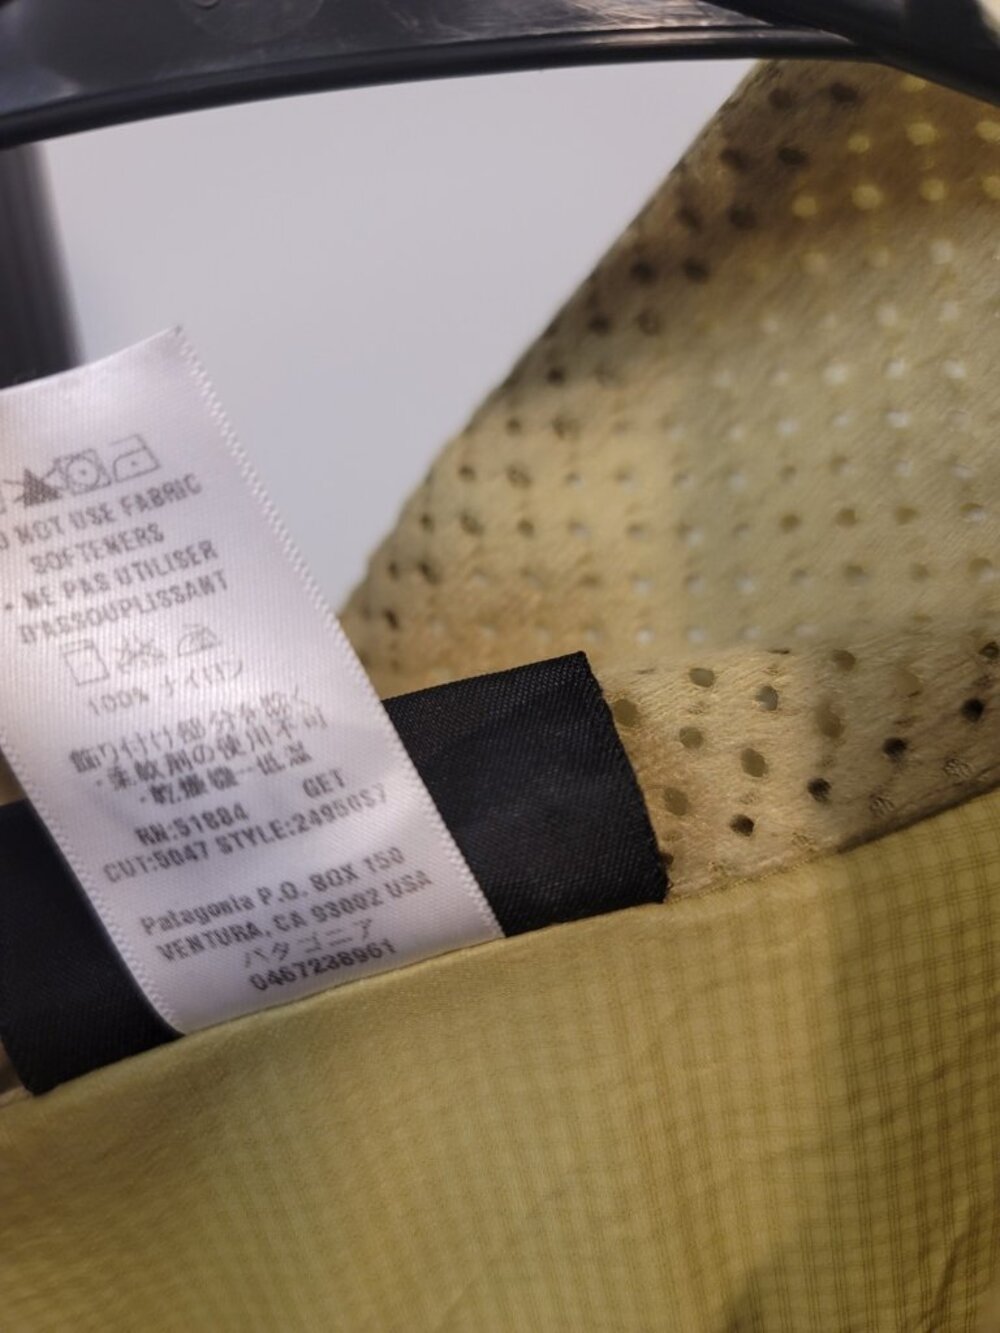 NOT USE FABRIC
SOFTENERS
- NE PAS UTILISER
D'ASSOUPLISSANT
100% ナイロン
飾り付け部分を除く
・柔軟剤の使用不可
・乾燥機一低温
RN:51884 GET
CUT:5047 STYLE:24950S7
Patagonia P.O. BOX 150
VENTURA, CA 93002 USA
パタゴニア
0467238961